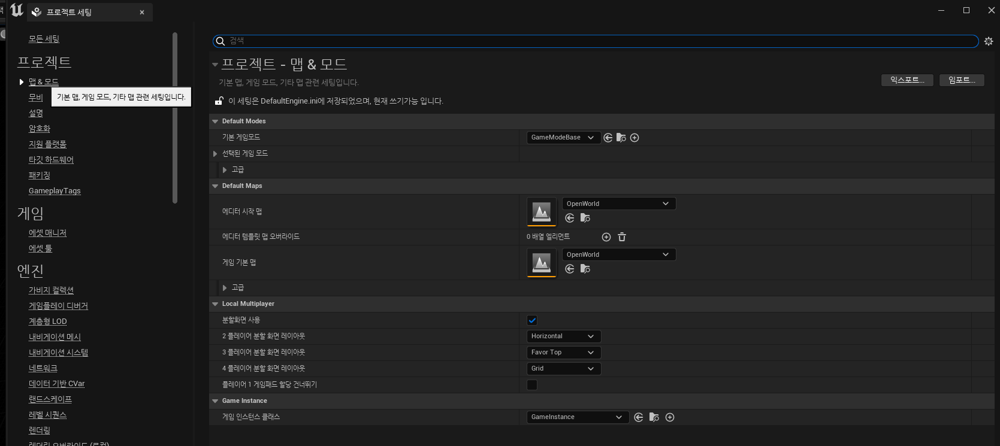 프로젝트 세팅
모든 세팅
프로젝트
맵 & 모드
무비
설명
암호화
지원 플랫폼
타깃 하드웨어
패키징
GameplayTags
게임
에셋 매니저
에셋 툴
엔진
가비지 컬렉션
게임플레이 디버거
계층형 LOD
내비게이션 메시
내비게이션 시스템
네트워크
데이터 기반 CVar
랜드스케이프
레벨 시퀀스
렌더링
렌더링 오버라이드 (로컬)
기본 맵, 게임 모드, 기타 맵 관련 세팅입니다.
검색
프로젝트 - 맵 & 모드
기본 맵, 게임 모드, 기타 맵 관련 세팅입니다.
익스포트...
임포트...
이 세팅은 DefaultEngine.ini에 저장되었으며, 현재 쓰기가능 입니다.
Default Modes
기본 게임모드 GameModeBase
선택된 게임 모드
고급
Default Maps
에디터 시작 맵 OpenWorld
에디터 템플릿 맵 오버라이드 0 배열 엘리먼트
게임 기본 맵 OpenWorld
고급
Local Multiplayer
분할화면 사용
2 플레이어 분할 화면 레이아웃 Horizontal
3 플레이어 분할 화면 레이아웃 Favor Top
4 플레이어 분할 화면 레이아웃 Grid
플레이어 1 게임패드 할당 건너뛰기
Game Instance
게임 인스턴스 클래스 GameInstance